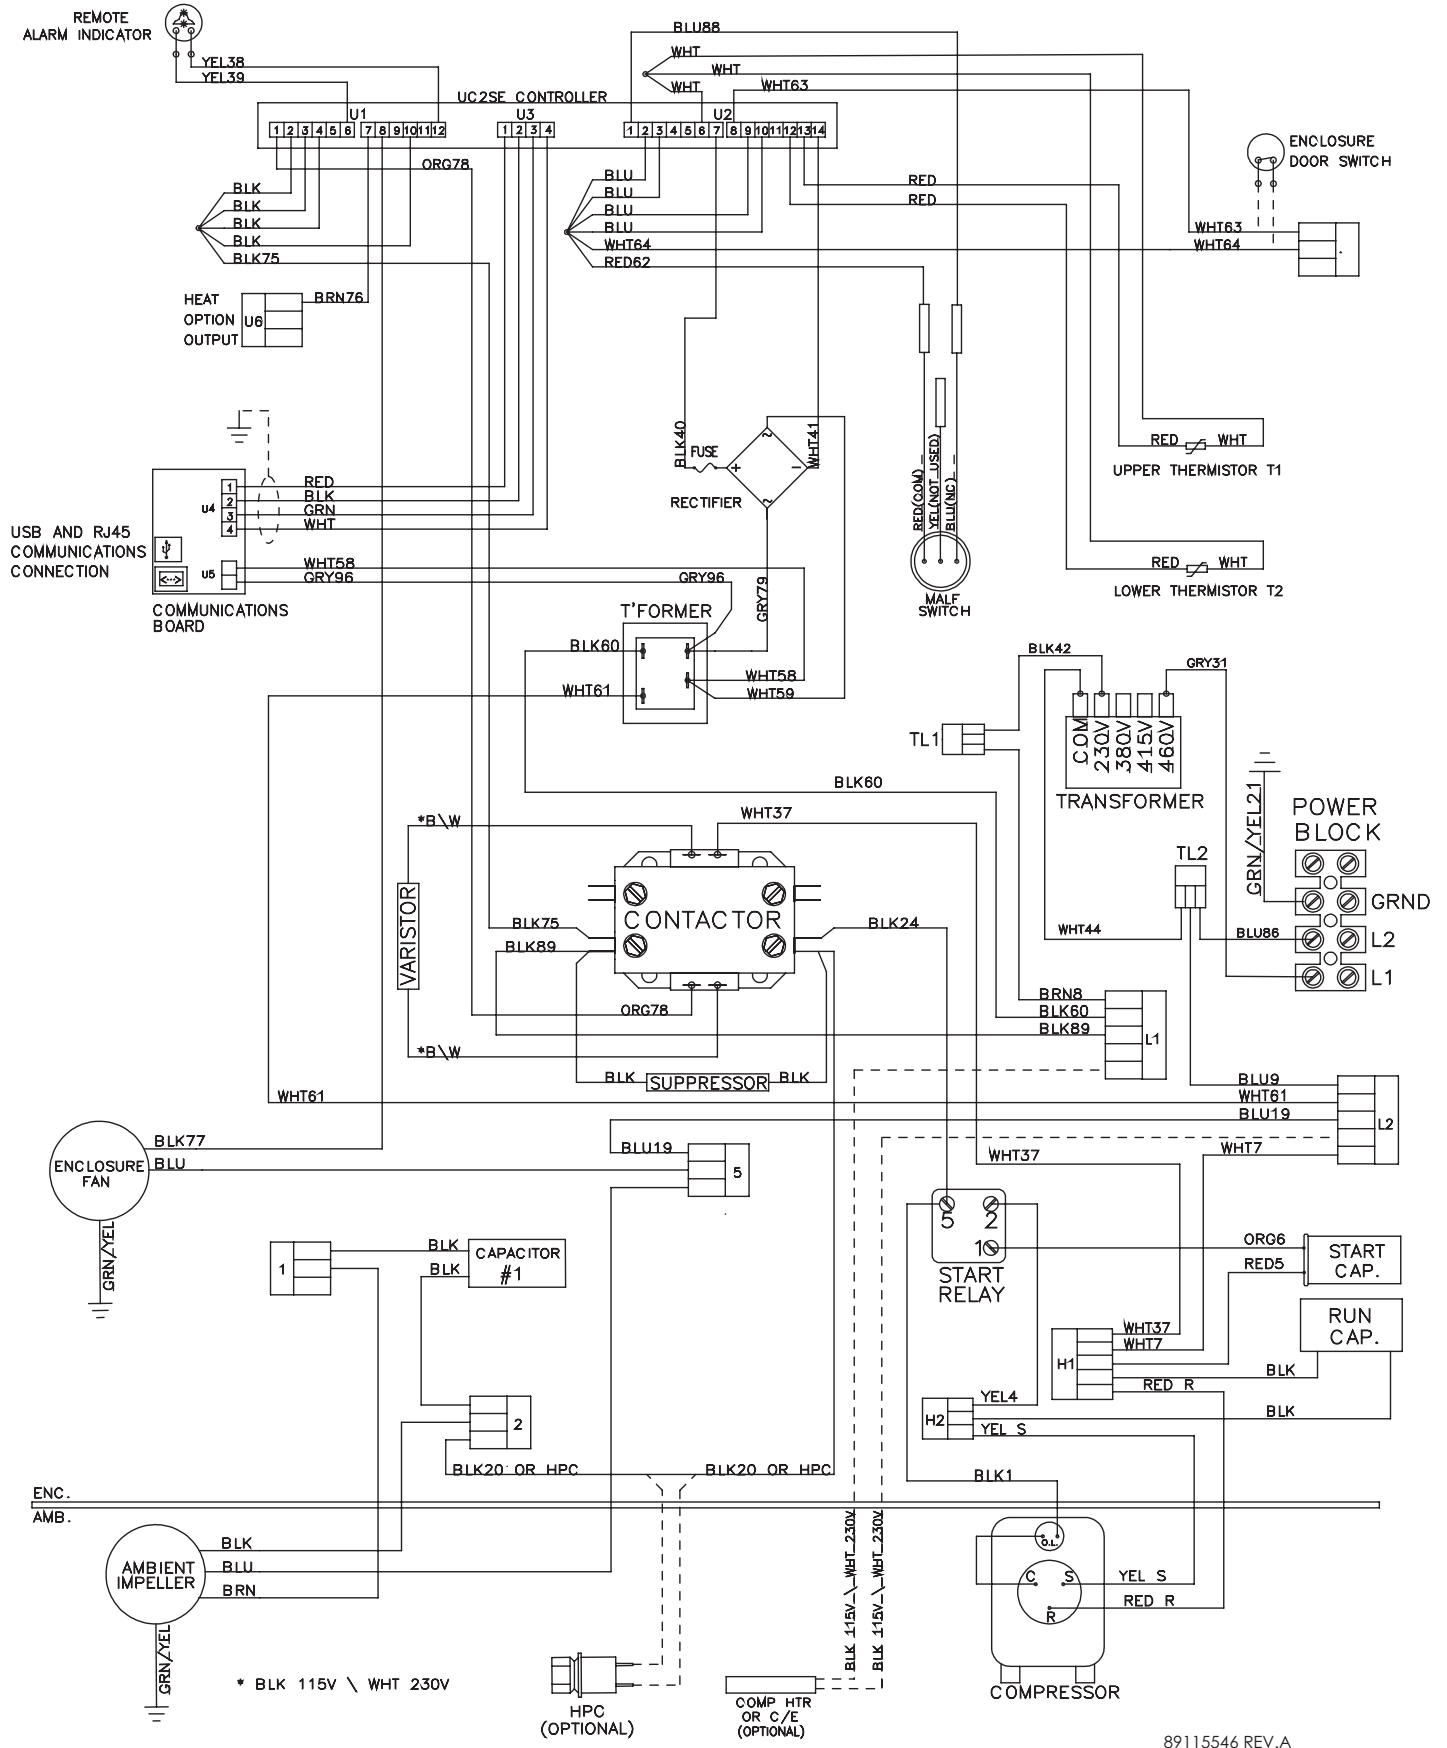 REMOTE
ALARM INDICATOR
YEL38
YEL39
BLU88
WHT
WHT
WHT
WHT63
UC2SE CONTROLLER
U1
U3
U2
1 2 3 4 5 6
7 8 9 10 11 12
1 2 3 4
1 2 3 4 5 6 7
8 9 10 11 12 13 14
ENCLOSURE
DOOR SWITCH
ORG78
BLK
BLK
BLK
BLK
BLK75
BLU
BLU
BLU
BLU
WHT64
RED62
RED
RED
WHT63
WHT64
HEAT
OPTION
OUTPUT
U6
BRN76
BLK40
FUSE
+
~
-
~
WHT41
RECTIFIER
RED(COM)
YEL(NOT USED)
BLU(NC)
RED
WHT
UPPER THERMISTOR T1
RED
WHT
LOWER THERMISTOR T2
USB AND RJ45
COMMUNICATIONS
CONNECTION
U4
1
2
3
4
U5
RED
BLK
GRN
WHT
WHT58
GRY96
COMMUNICATIONS
BOARD
GRY96
GRY79
MALF
SWITCH
T'FORMER
BLK60
WHT61
WHT58
WHT59
BLK42
GRY31
TL1
COM
230V
380V
415V
460V
TRANSFORMER
GRN/YEL21
POWER
BLOCK
GRND
L2
L1
TL2
WHT44
BLU86
BLK60
*B\W
WHT37
VARISTOR
CONTACTOR
BLK75
BLK89
BLK24
ORG78
*B\W
BLK
SUPPRESSOR
BLK
BRN8
BLK60
BLK89
L1
WHT61
BLU9
WHT61
BLU19
WHT7
L2
ENCLOSURE
FAN
BLK77
BLU
GRN/YEL
BLU19
5
WHT37
5
2
1
START
RELAY
ORG6
RED5
START
CAP.
RUN
CAP.
1
BLK
BLK
CAPACITOR
#1
WHT37
WHT7
H1
RED R
BLK
BLK
2
H2
YEL4
YEL S
BLK20 OR HPC
BLK20 OR HPC
BLK1
ENC.
AMB.
AMBIENT
IMPELLER
BLK
BLU
BRN
GRN/YEL
BLK 115V \ WHT 230V
BLK 115V \ WHT 230V
O.L.
C
S
R
YEL S
RED R
COMPRESSOR
* BLK 115V \ WHT 230V
HPC
(OPTIONAL)
COMP HTR
OR C/E
(OPTIONAL)
89115546 REV.A